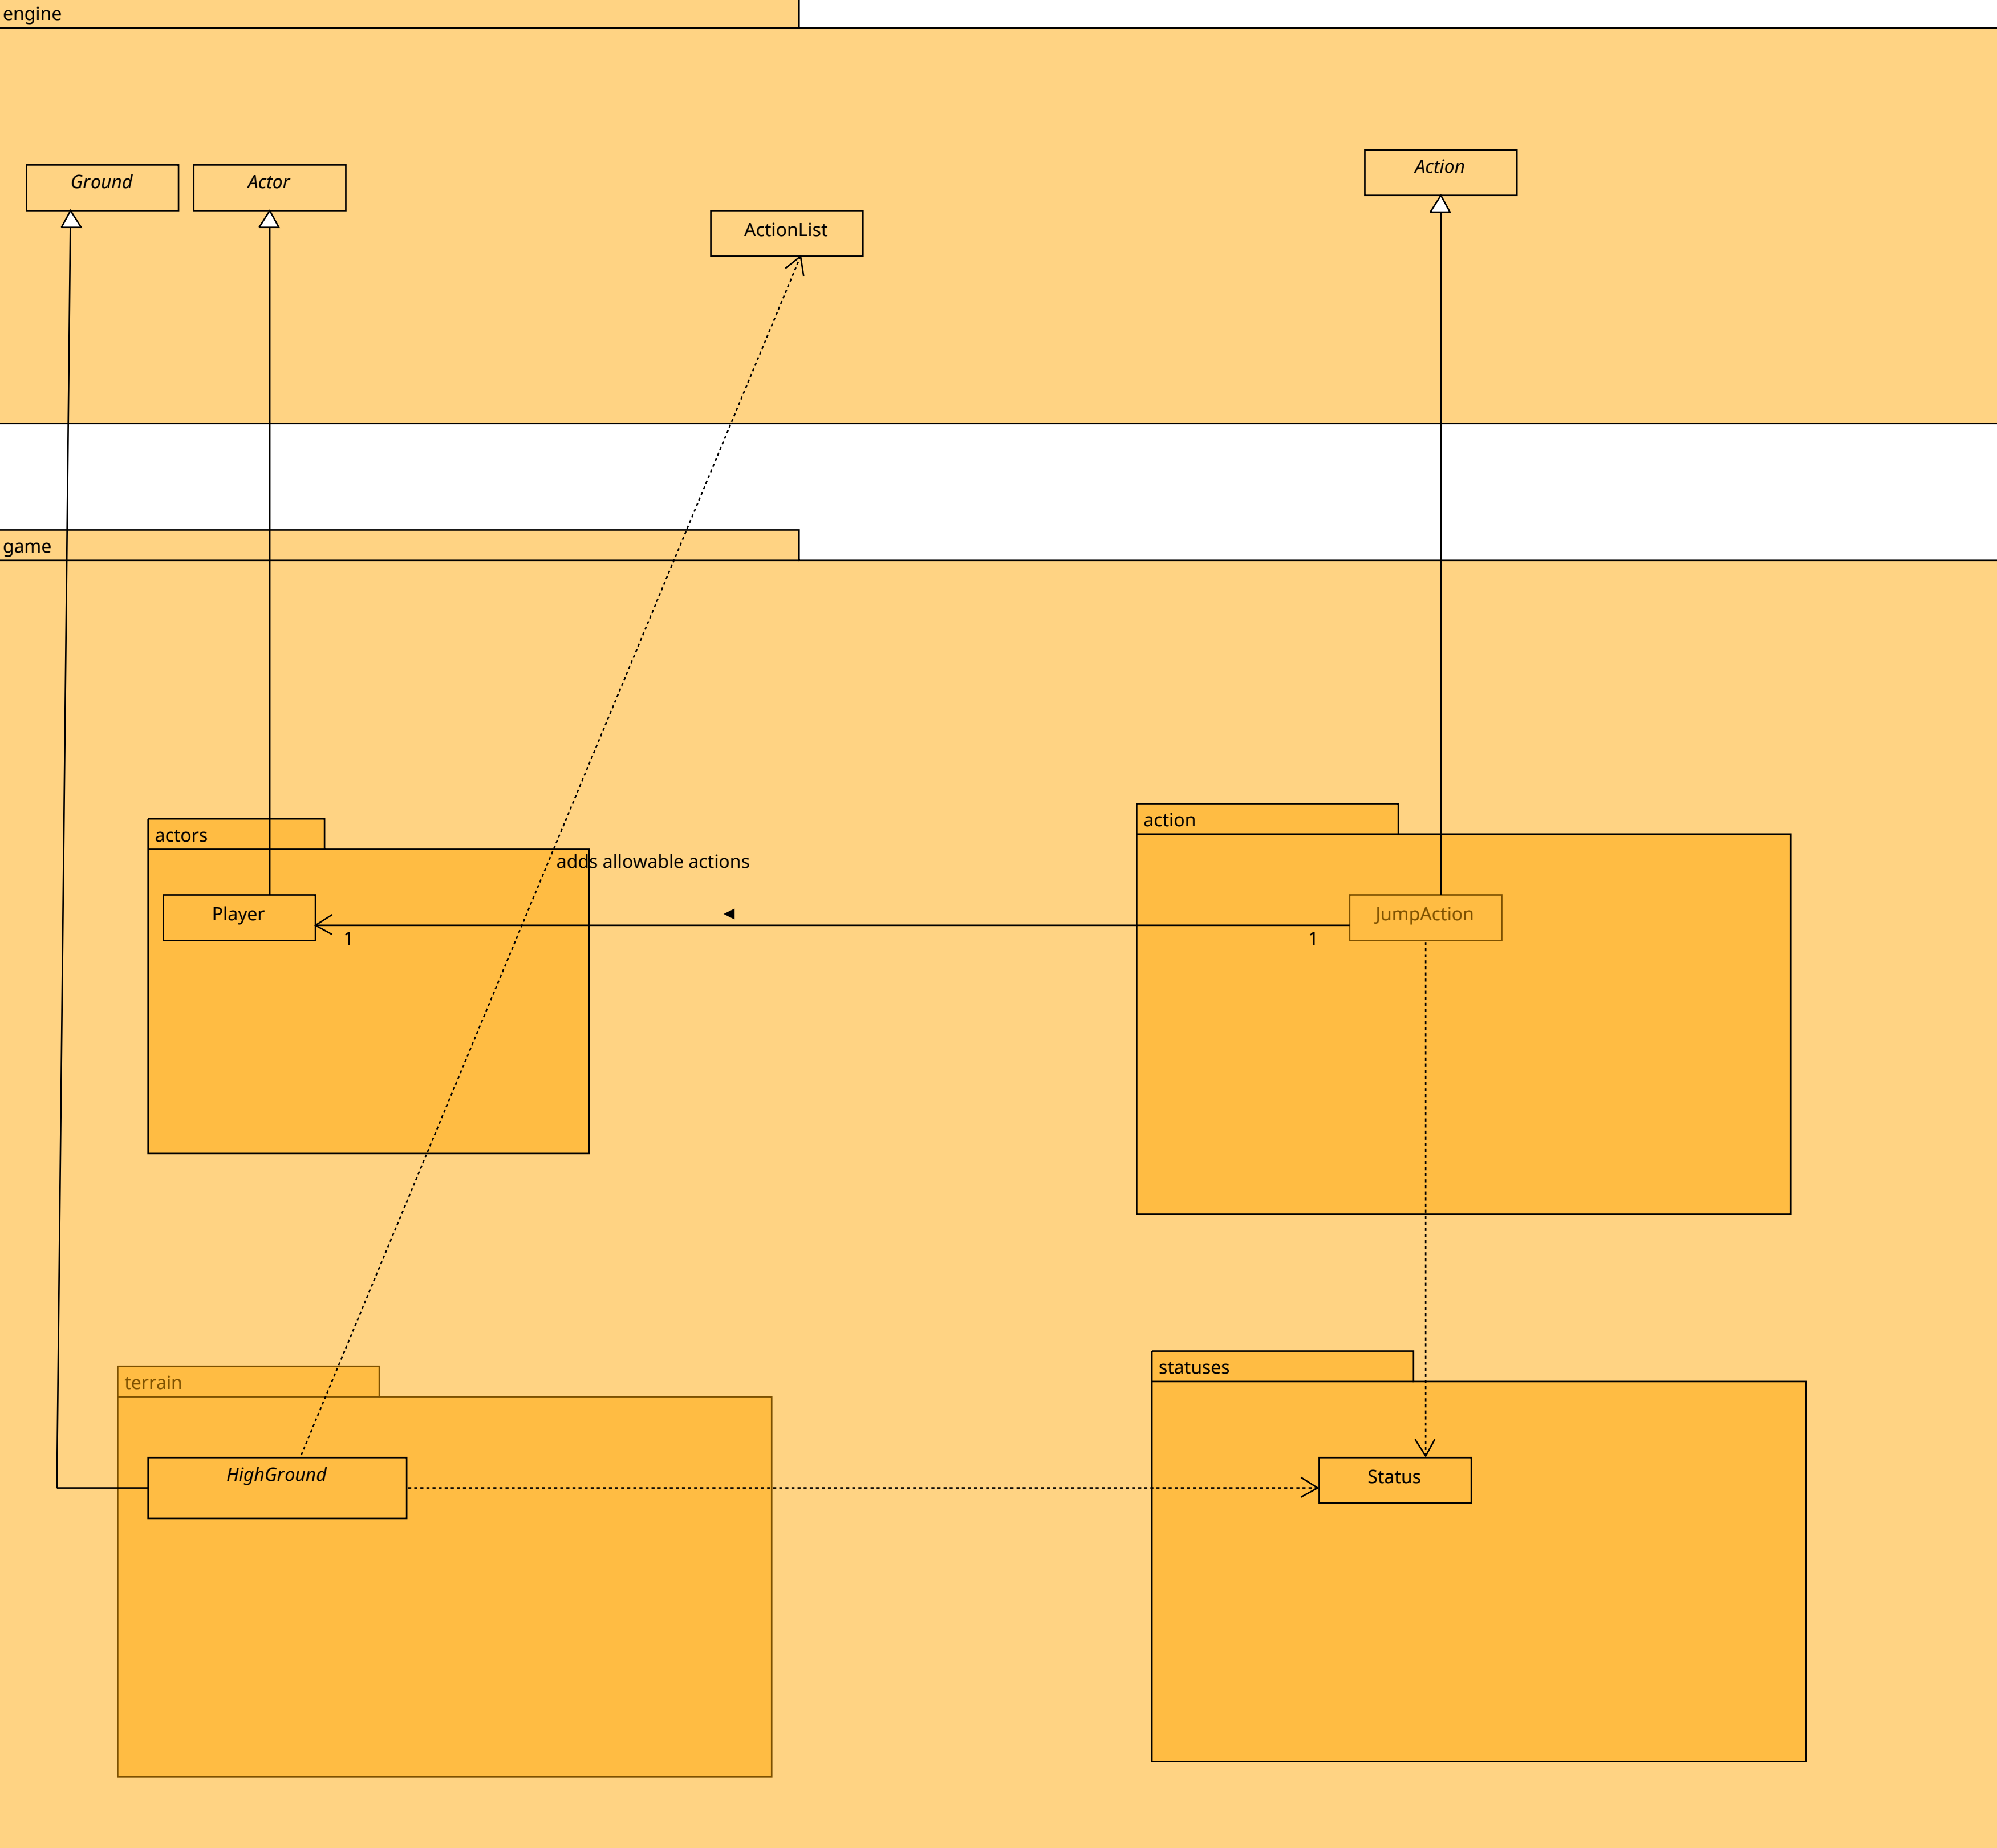 engine
Ground
Actor
Action
ActionList
game
actors
action
adds allowable actions
Player
JumpAction
1
1
terrain
statuses
HighGround
Status